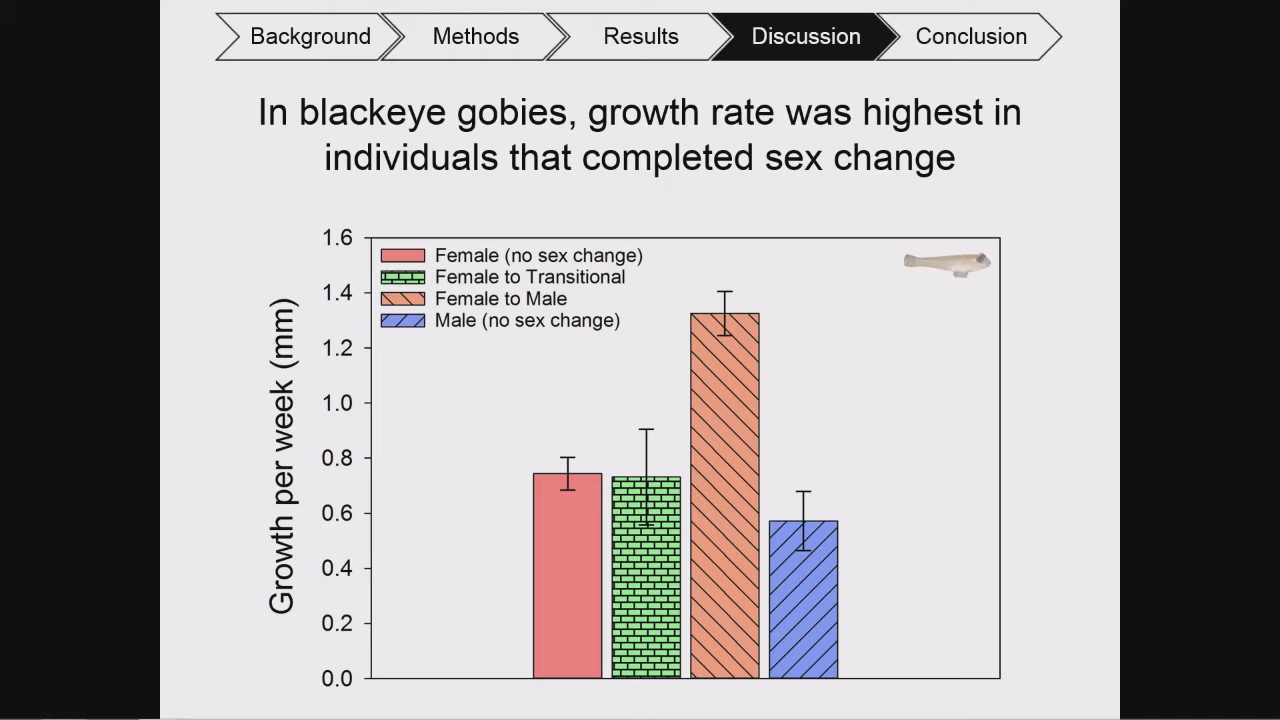 Background
Methods
Results
Discussion
Conclusion
In blackeye gobies, growth rate was highest in
individuals that completed sex change
Growth per week (mm)
1.6
1.4
1.2
1.0
0.8
0.6
0.4
0.2
0.0
Female (no sex change)
Female to Transitional
Female to Male
Male (no sex change)